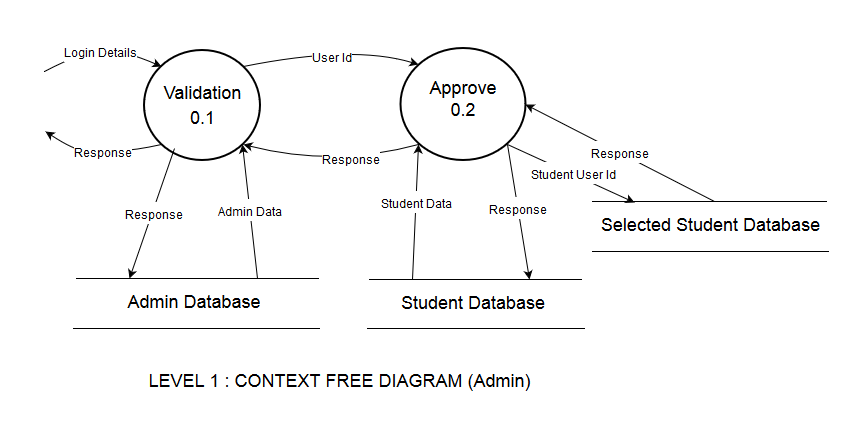 Login Details
User Id
Validation
0.1
Approve
0.2
Response
Response
Response
Student User Id
Response
Admin Data
Student Data
Response
Selected Student Database
Admin Database
Student Database
LEVEL 1 : CONTEXT FREE DIAGRAM (Admin)